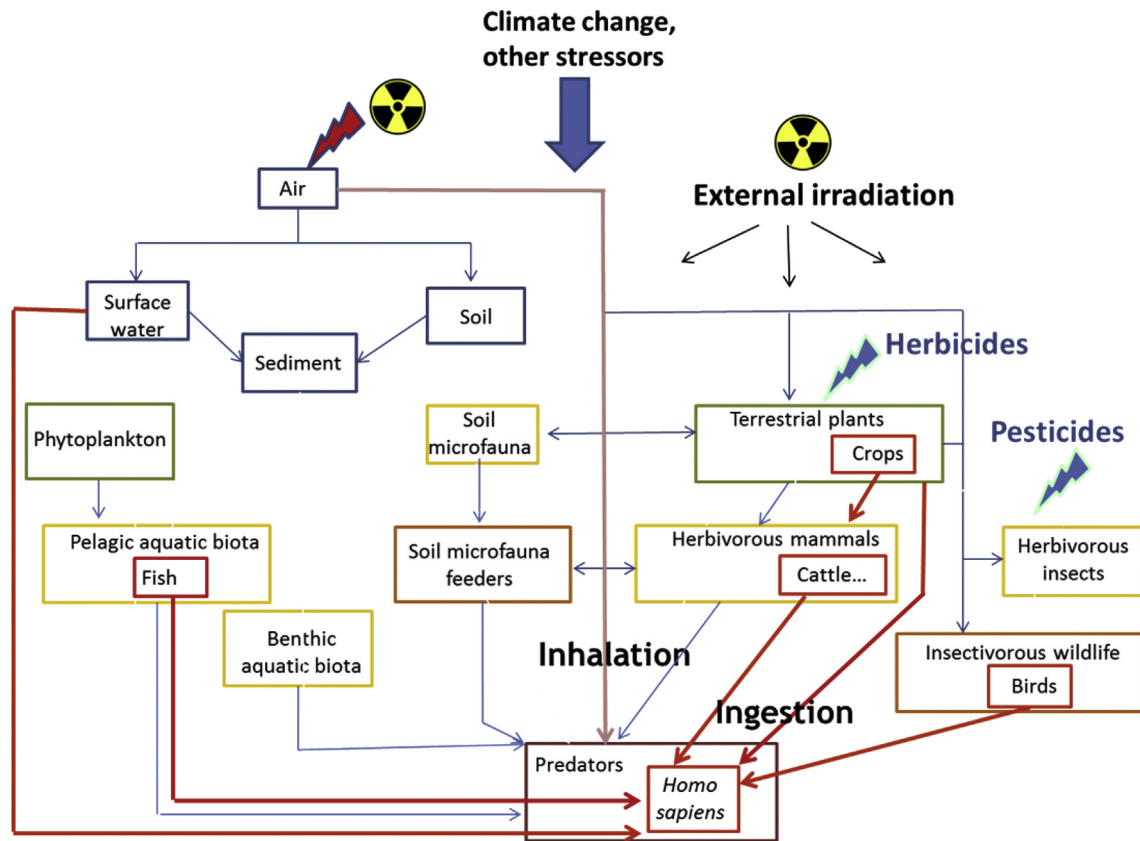 Climate change,
other stressors
Air
External irradiation
Surface
water
Soil
Sediment
Herbicides
Phytoplankton
Soil
microfauna
Terrestrial plants
Crops
Pesticides
Pelagic aquatic biota
Fish
Soil microfauna
feeders
Herbivorous mammals
Cattle...
Herbivorous
insects
Benthic
aquatic biota
Inhalation
Insectivorous wildlife
Birds
Ingestion
Predators
Homo
sapiens